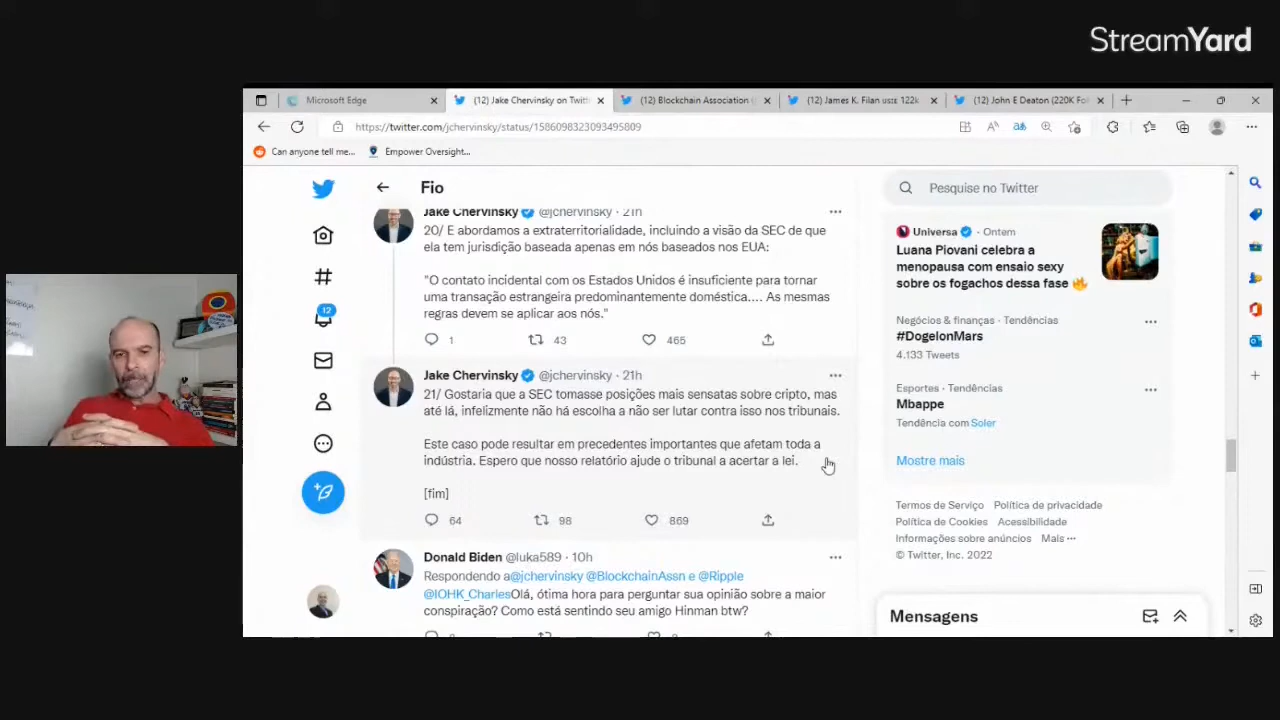 StreamYard
Microsoft Edge
(12) Jake Chervinsky on Twitt
(12) Blockchain Association
(12) James K. Filan 122k
(12) John E Deaton (220K Fo
https://twitter.com/jchervinsky/status/1586098323093495809
Can anyone tell me...
Empower Oversight...
Fio
Pesquise no Twitter
Jake Chervinsky @jchervinsky · 21h
20/ E abordamos a extraterritorialidade, incluindo a visão da SEC de que
ela tem jurisdição baseada apenas em nós baseados nos EUA:
"O contato incidental com os Estados Unidos é insuficiente para tornar
uma transação estrangeira predominantemente doméstica.... As mesmas
regras devem se aplicar aos nós."
1 43 465
Jake Chervinsky @jchervinsky · 21h
21/ Gostaria que a SEC tomasse posições mais sensatas sobre cripto, mas
até lá, infelizmente não há escolha a não ser lutar contra isso nos tribunais.
Este caso pode resultar em precedentes importantes que afetam toda a
indústria. Espero que nosso relatório ajude o tribunal a acertar a lei.
[fim]
64 98 869
Donald Biden @luka589 · 10h
Respondendo a@jchervinsky @BlockchainAssn e @Ripple
@IOHK_CharlesOlá, ótima hora para perguntar sua opinião sobre a maior
conspiração? Como está sentindo seu amigo Hinman btw?
12
Universa · Ontem
Luana Piovani celebra a
menopausa com ensaio sexy
sobre os fogachos dessa fase 🔥
Negócios & finanças · Tendências
#DogelonMars
4.133 Tweets
Esportes · Tendências
Mbappe
Tendência com Soler
Mostre mais
Termos de Serviço Política de privacidade
Política de Cookies Acessibilidade
Informações sobre anúncios Mais ···
© Twitter, Inc. 2022
Mensagens